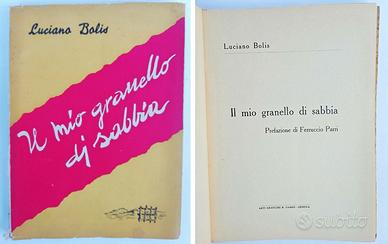 Luciano Bolis
Il mio granello
di sabbia
Luciano Bolis
Il mio granello di sabbia
Prefazione di Ferruccio Parri
subito